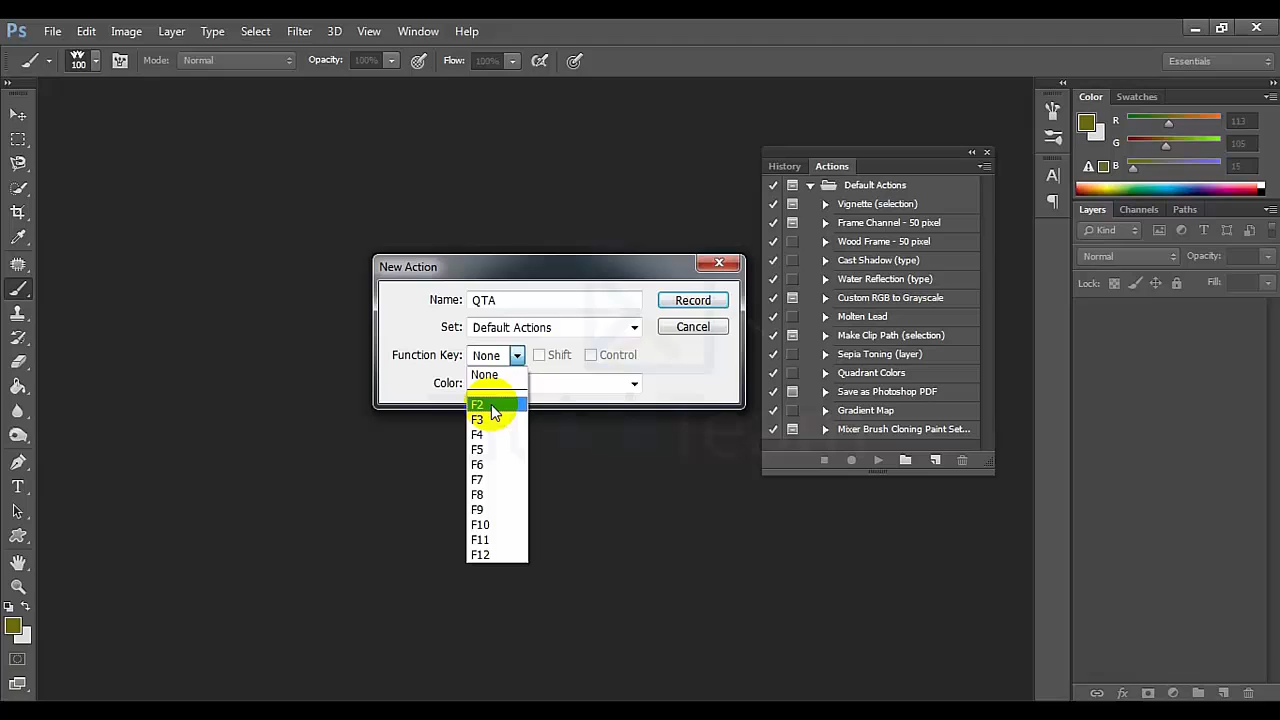 Ps File Edit Image Layer Type Select Filter 3D View Window Help
100 Mode: Normal Opacity: 100% Flow: 100% Essentials
Color Swatches
R 113
G 105
B 15
History Actions
Default Actions
Vignette (selection)
Frame Channel - 50 pixel
Wood Frame - 50 pixel
Cast Shadow (type)
Water Reflection (type)
Custom RGB to Grayscale
Molten Lead
Make Clip Path (selection)
Sepia Toning (layer)
Quadrant Colors
Save as Photoshop PDF
Gradient Map
Mixer Brush Cloning Paint Set...
Layers Channels Paths
Kind
Normal Opacity:
Lock: Fill:
New Action
Name: QTA Record
Set: Default Actions Cancel
Function Key: None Shift Control
Color:
None
F2
F3
F4
F5
F6
F7
F8
F9
F10
F11
F12